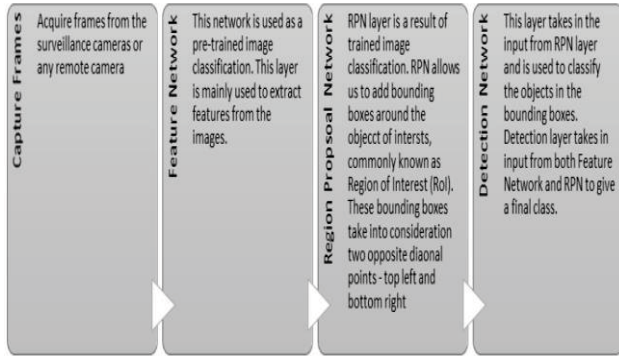 Capture Frames
Acquire frames from the
surveillance cameras or
any remote camera
Feature Network
This network is used as a
pre-trained image
classification. This layer
is mainly used to extract
features from the
images.
Region Propsoal Network
RPN layer is a result of
trained image
classification. RPN allows
us to add bounding
boxes around the
objecct of intersts,
commonly known as
Region of Interest (RoI).
These bounding boxes
take into consideration
two opposite diaonal
points - top left and
bottom right
Detection Network
This layer takes in the
input from RPN layer
and is used to classify
the objects in the
bounding boxes.
Detection layer takes in
input from both Feature
Network and RPN to give
a final class.